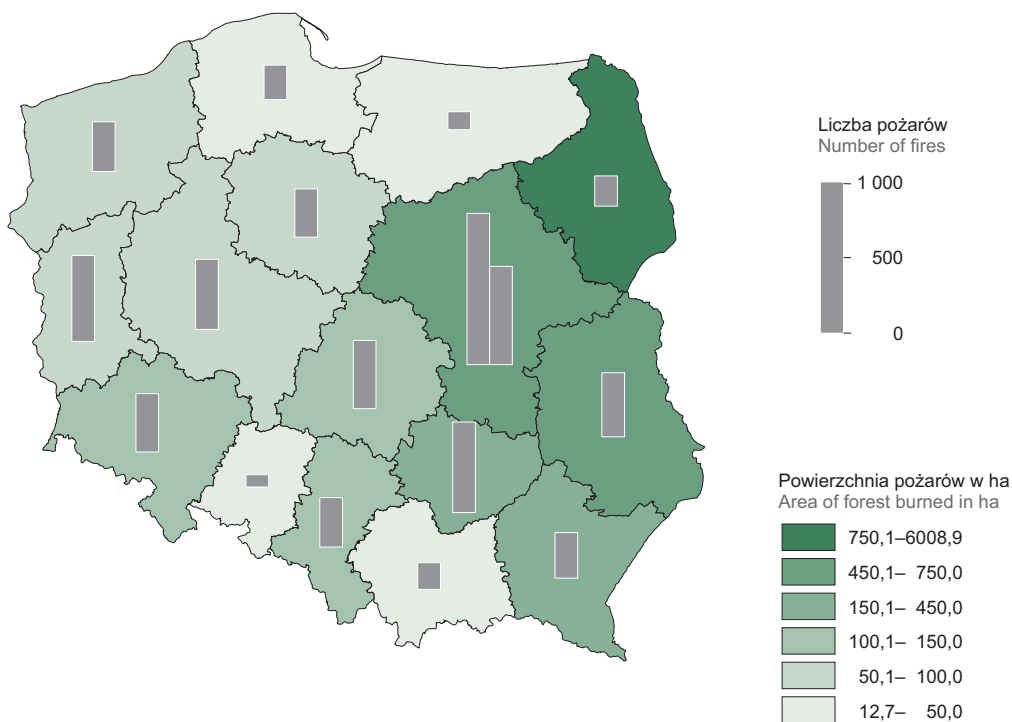 Liczba pożarów
Number of fires
1 000
500
0
Powierzchnia pożarów w ha
Area of forest burned in ha
750,1–6008,9
450,1– 750,0
150,1– 450,0
100,1– 150,0
50,1– 100,0
12,7– 50,0